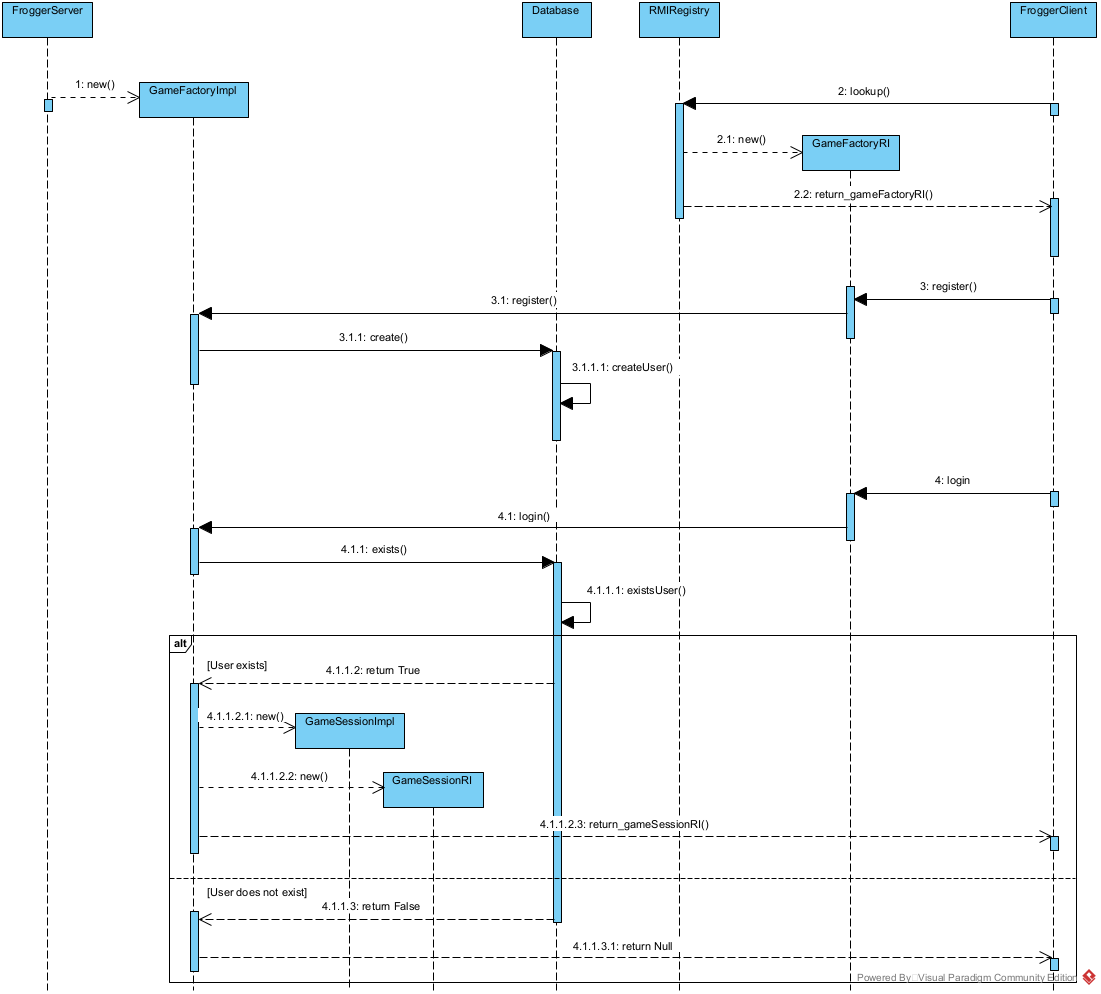 FroggerServer
Database
RMIRegistry
FroggerClient
1: new()
GameFactoryImpl
2: lookup()
2.1: new()
GameFactoryRI
2.2: return_gameFactoryRI()
3: register()
3.1: register()
3.1.1: create()
3.1.1.1: createUser()
4: login
4.1: login()
4.1.1: exists()
4.1.1.1: existsUser()
alt
[User exists]
4.1.1.2: return True
4.1.1.2.1: new()
GameSessionImpl
4.1.1.2.2: new()
GameSessionRI
4.1.1.2.3: return_gameSessionRI()
[User does not exist]
4.1.1.3: return False
4.1.1.3.1: return Null
Powered By Visual Paradigm Community Edition